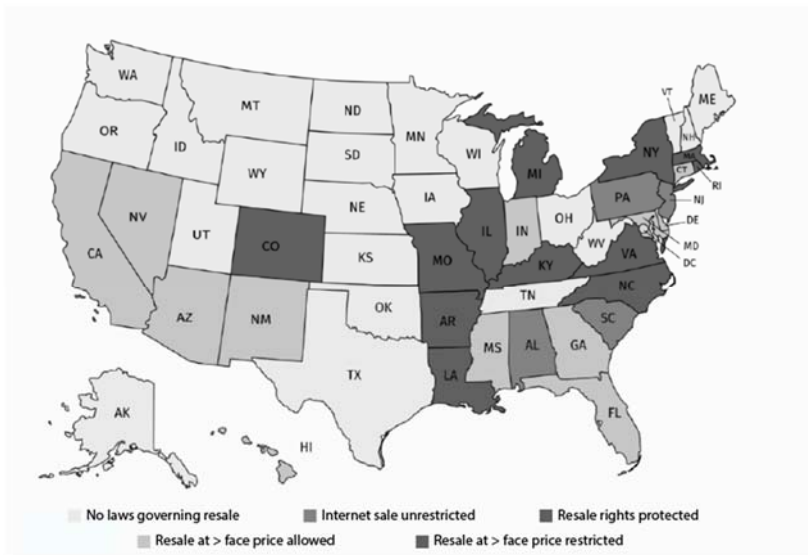 WA
MT
ND
MN
VT
ME
OR
ID
SD
WI
MI
NY
NH
MA
CT
RI
WY
IA
PA
NJ
NV
NE
OH
DE
UT
CO
IL
IN
WV
MD
CA
KS
MO
KY
VA
DC
NC
AZ
NM
OK
AR
TN
SC
MS
AL
GA
TX
LA
AK
HI
FL
No laws governing resale
Internet sale unrestricted
Resale rights protected
Resale at > face price allowed
Resale at > face price restricted